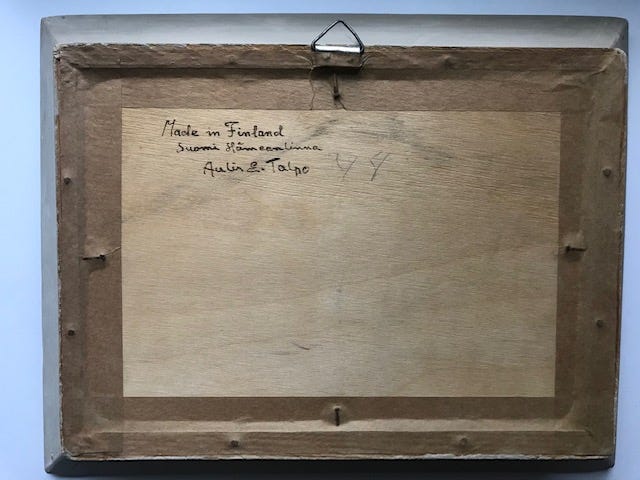 Made in Finland
Suomi Hämeenlinna
Aulis E. Talpo
44